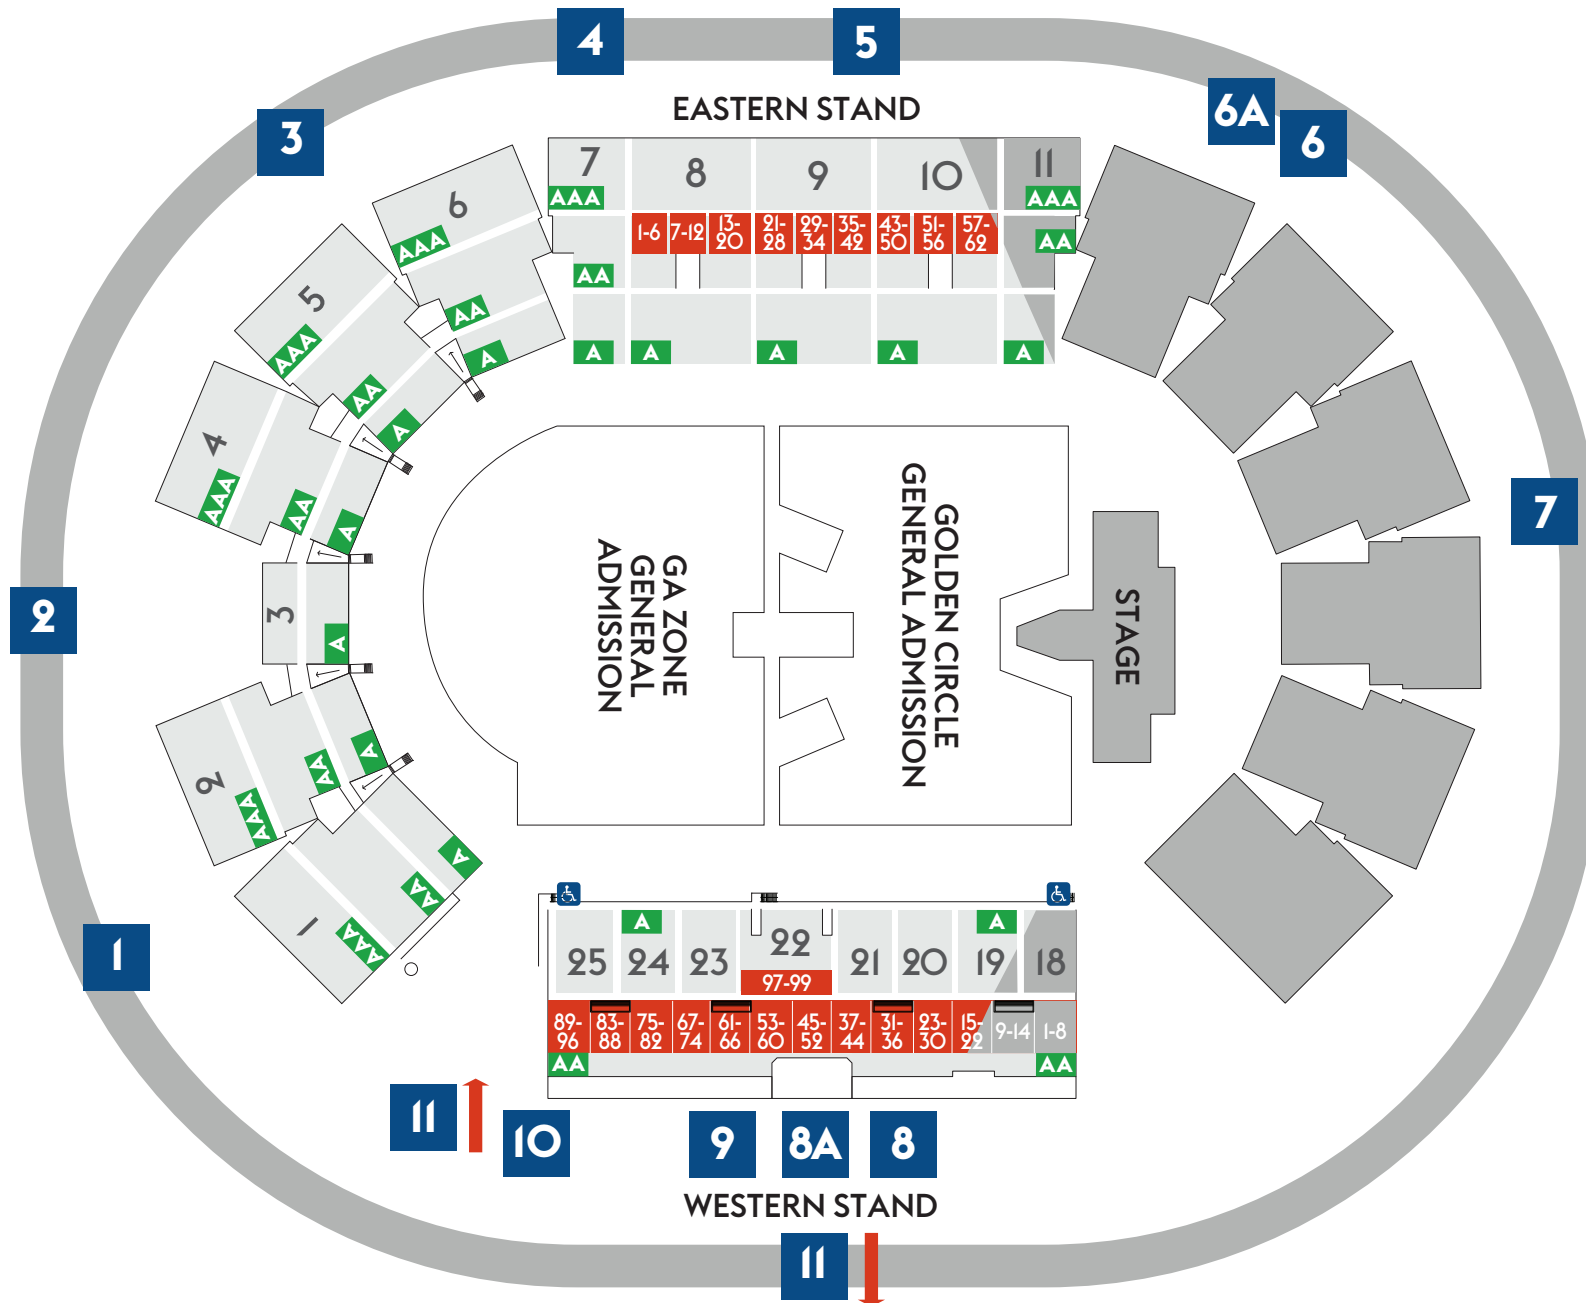 4
5
3
6A
6
EASTERN STAND
7
8
9
10
11
AAA
AAA
1-6
7-12
13-
20
21-
28
29-
34
35-
42
43-
50
51-
56
57-
62
AA
AA
A
A
A
A
A
6
AAA
AA
A
5
AAA
AA
A
4
AAA
AA
A
3
A
2
AAA
AA
A
1
AAA
AA
A
2
1
7
GA ZONE
GENERAL
ADMISSION
GOLDEN CIRCLE
GENERAL ADMISSION
STAGE
A
A
25
24
23
22
21
20
19
18
97-99
89-
96
83-
88
75-
82
67-
74
61-
66
53-
60
45-
52
37-
44
31-
36
23-
30
15-
22
9-14
1-8
AA
AA
11
10
9
8A
8
WESTERN STAND
11